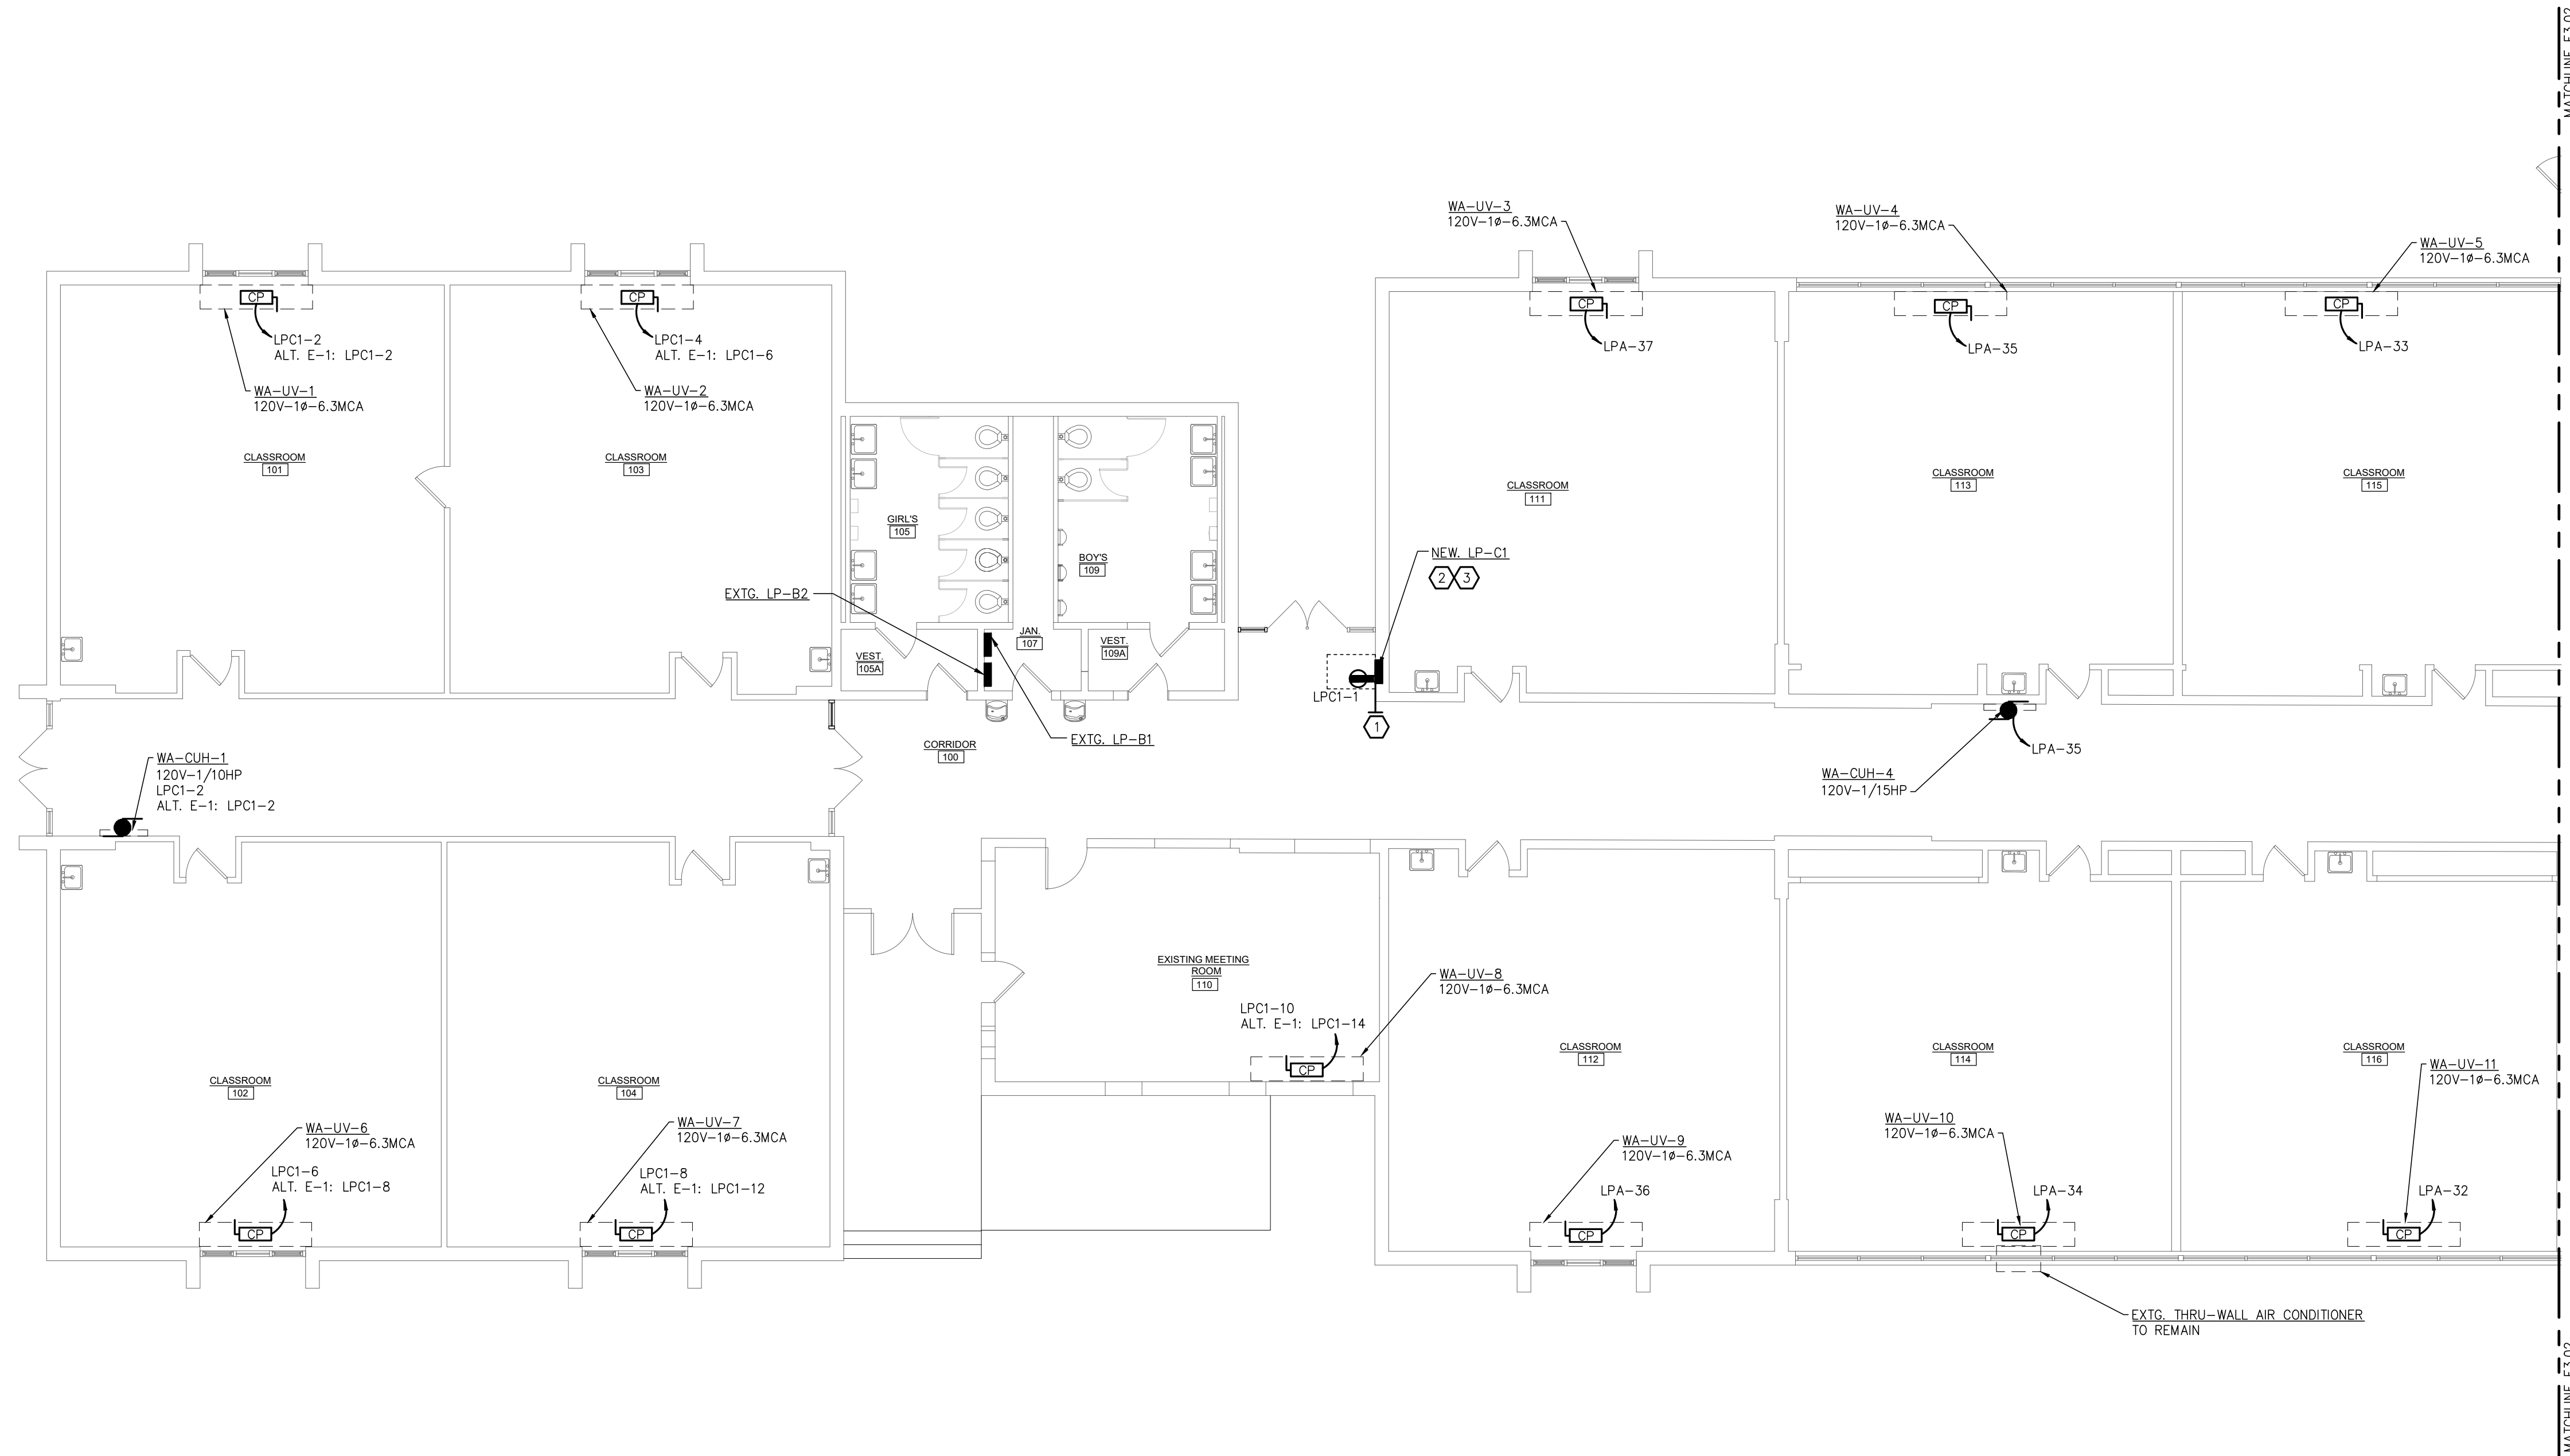 MATCHLINE E3.02
WA-UV-3
120V-1ø-6.3MCA
WA-UV-4
120V-1ø-6.3MCA
WA-UV-5
120V-1ø-6.3MCA
CP
CP
CP
CP
CP
LPC1-2
ALT. E-1: LPC1-2
LPC1-4
ALT. E-1: LPC1-6
LPA-37
LPA-35
LPA-33
WA-UV-1
120V-1ø-6.3MCA
WA-UV-2
120V-1ø-6.3MCA
CLASSROOM
101
CLASSROOM
103
CLASSROOM
111
CLASSROOM
113
CLASSROOM
115
GIRL'S
105
BOY'S
109
NEW. LP-C1
2 3
EXTG. LP-B2
JAN.
107
VEST.
105A
VEST.
109A
LPC1-1
1
EXTG. LP-B1
CORRIDOR
100
LPA-35
WA-CUH-1
120V-1/10HP
LPC1-2
ALT. E-1: LPC1-2
WA-CUH-4
120V-1/15HP
EXISTING MEETING
ROOM
110
WA-UV-8
120V-1ø-6.3MCA
LPC1-10
ALT. E-1: LPC1-14
CP
CLASSROOM
102
CLASSROOM
104
CLASSROOM
112
CLASSROOM
114
CLASSROOM
116
WA-UV-11
120V-1ø-6.3MCA
WA-UV-6
120V-1ø-6.3MCA
WA-UV-7
120V-1ø-6.3MCA
WA-UV-9
120V-1ø-6.3MCA
WA-UV-10
120V-1ø-6.3MCA
LPC1-6
ALT. E-1: LPC1-8
LPC1-8
ALT. E-1: LPC1-12
LPA-36
LPA-34
LPA-32
CP
CP
CP
CP
CP
EXTG. THRU-WALL AIR CONDITIONER
TO REMAIN
MATCHLINE E3.02